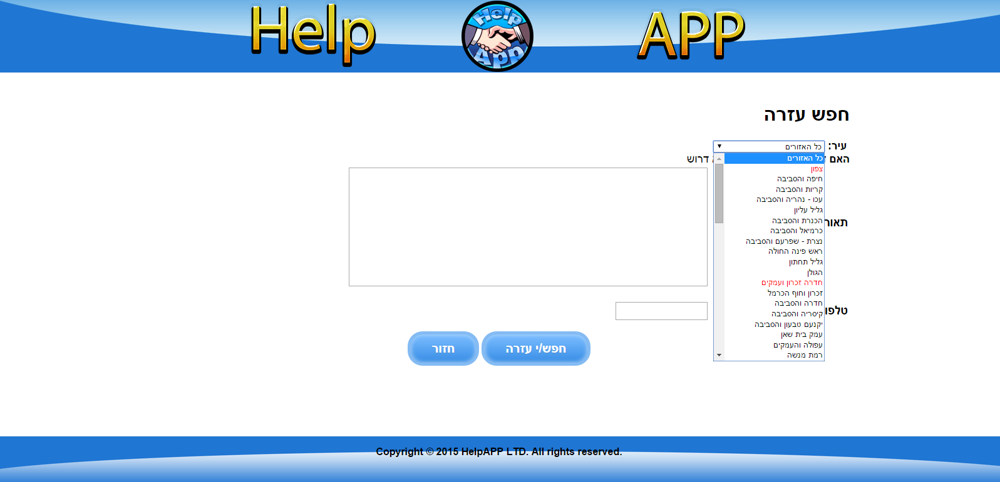 Help
Help
App
APP
חפש עזרה
עיר:
כל האזורים
האם
דרוש
כל האזורים
צפון
חיפה והסביבה
קריות והסביבה
עכו - נהריה והסביבה
גליל עליון
הכנרת והסביבה
כרמיאל והסביבה
נצרת - שפרעם והסביבה
ראש פינה החולה
גליל תחתון
הגולן
חדרה זכרון ועמקים
זכרון וחוף הכרמל
חדרה והסביבה
קיסריה והסביבה
יקנעם טבעון והסביבה
עמק בית שאן
עפולה והעמקים
רמת מנשה
תאור
טלפו
חפש/י עזרה
חזור
Copyright © 2015 HelpAPP LTD. All rights reserved.